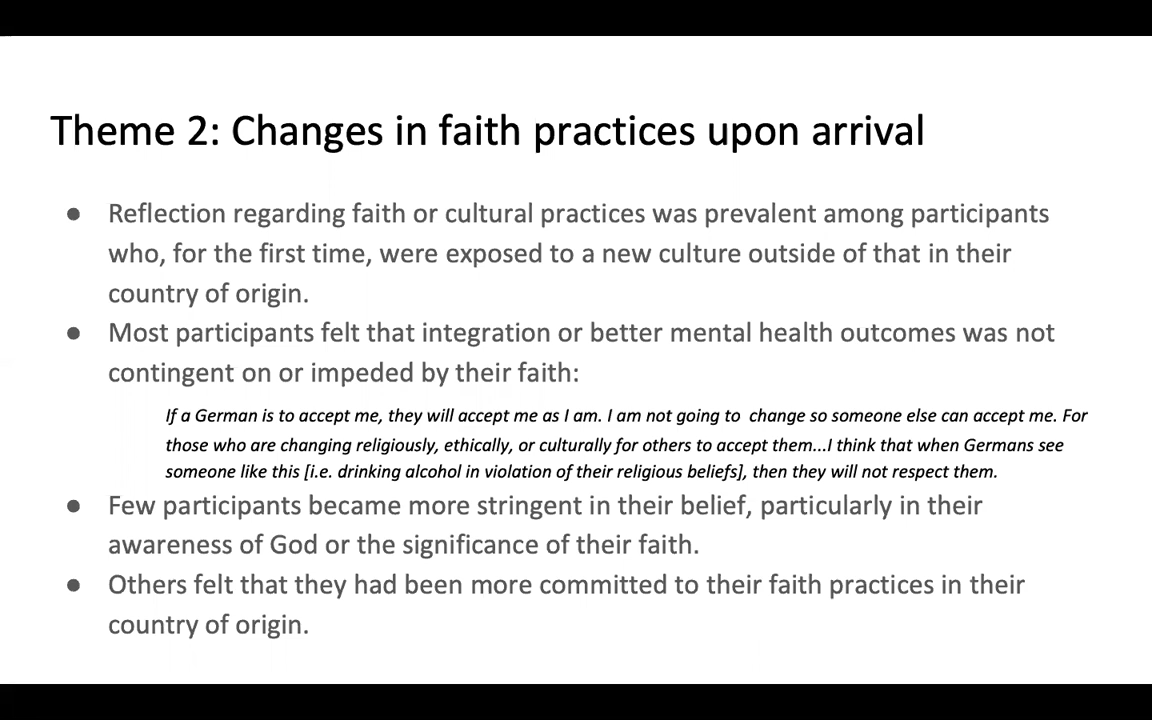 Theme 2: Changes in faith practices upon arrival
● Reflection regarding faith or cultural practices was prevalent among participants
who, for the first time, were exposed to a new culture outside of that in their
country of origin.
● Most participants felt that integration or better mental health outcomes was not
contingent on or impeded by their faith:
If a German is to accept me, they will accept me as I am. I am not going to change so someone else can accept me. For
those who are changing religiously, ethically, or culturally for others to accept them...I think that when Germans see
someone like this [i.e. drinking alcohol in violation of their religious beliefs], then they will not respect them.
● Few participants became more stringent in their belief, particularly in their
awareness of God or the significance of their faith.
● Others felt that they had been more committed to their faith practices in their
country of origin.